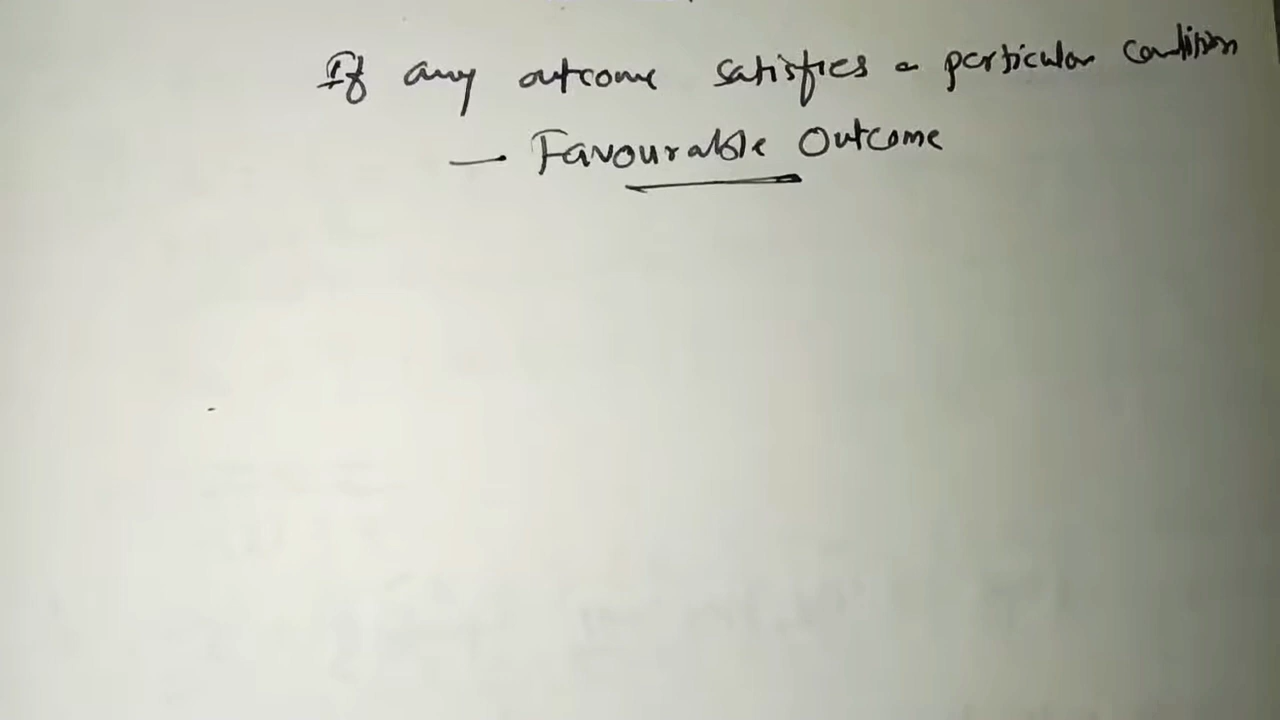 If any outcome satisfies a particular condition
— Favourable Outcome